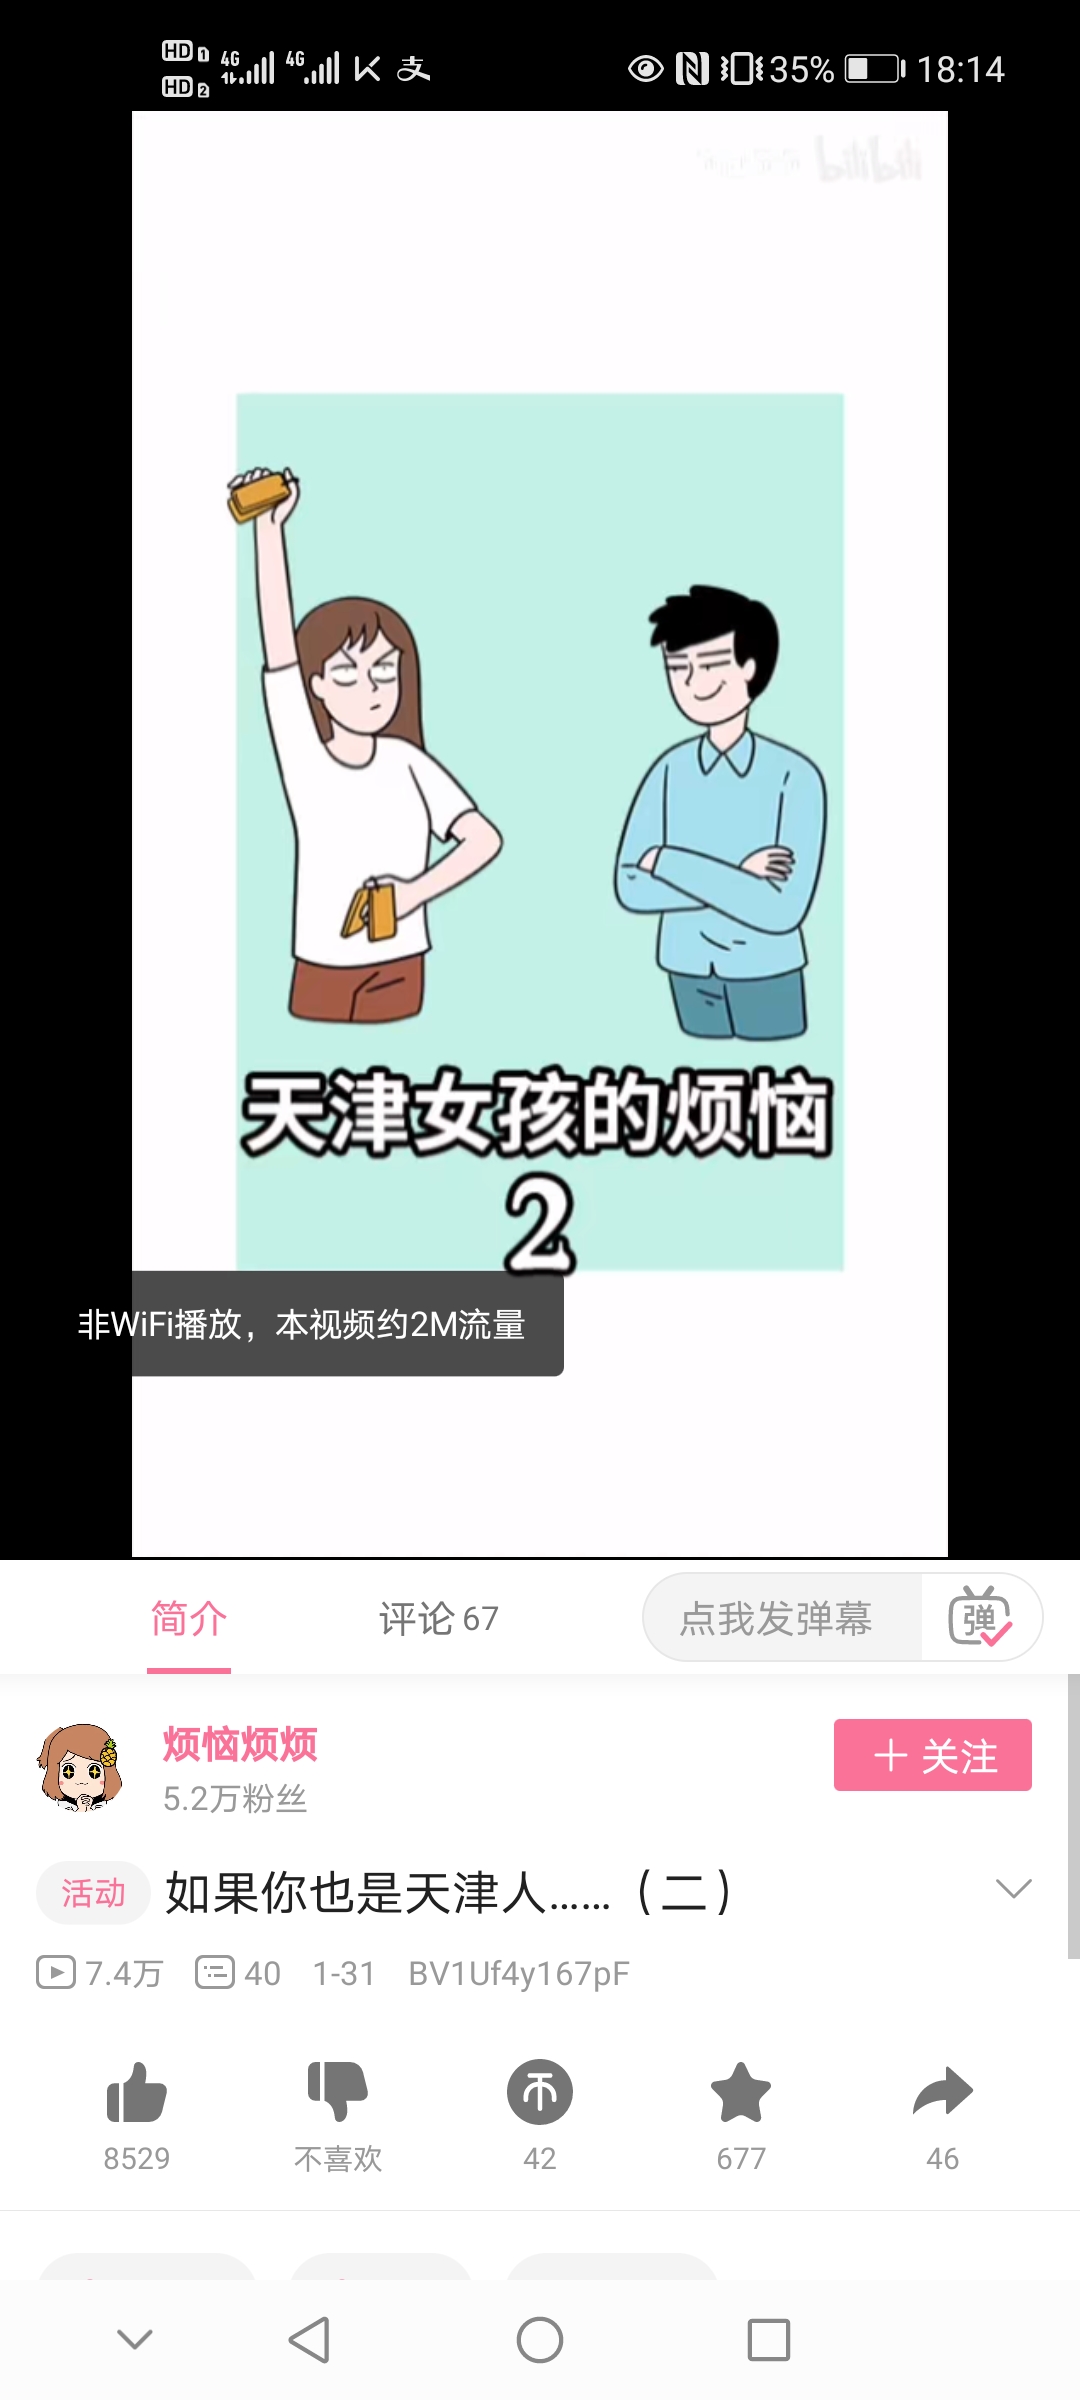 HD 1 4G 4G 支 35% 18:14
HD 2
bilibili
天津女孩的烦恼
2
非WiFi播放，本视频约2M流量
简介 评论 67 点我发弹幕 弹
烦恼烦烦
5.2万粉丝
＋关注
活动 如果你也是天津人……（二）
7.4万 40 1-31 BV1Uf4y167pF
8529 不喜欢 42 677 46